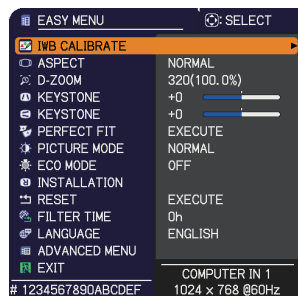 EASY MENU : SELECT
IWB CALIBRATE
ASPECT NORMAL
D-ZOOM 320(100.0%)
KEYSTONE +0
KEYSTONE +0
PERFECT FIT EXECUTE
PICTURE MODE NORMAL
ECO MODE OFF
INSTALLATION
RESET EXECUTE
FILTER TIME 0h
LANGUAGE ENGLISH
ADVANCED MENU
EXIT COMPUTER IN 1
# 1234567890ABCDEF 1024 x 768 @60Hz